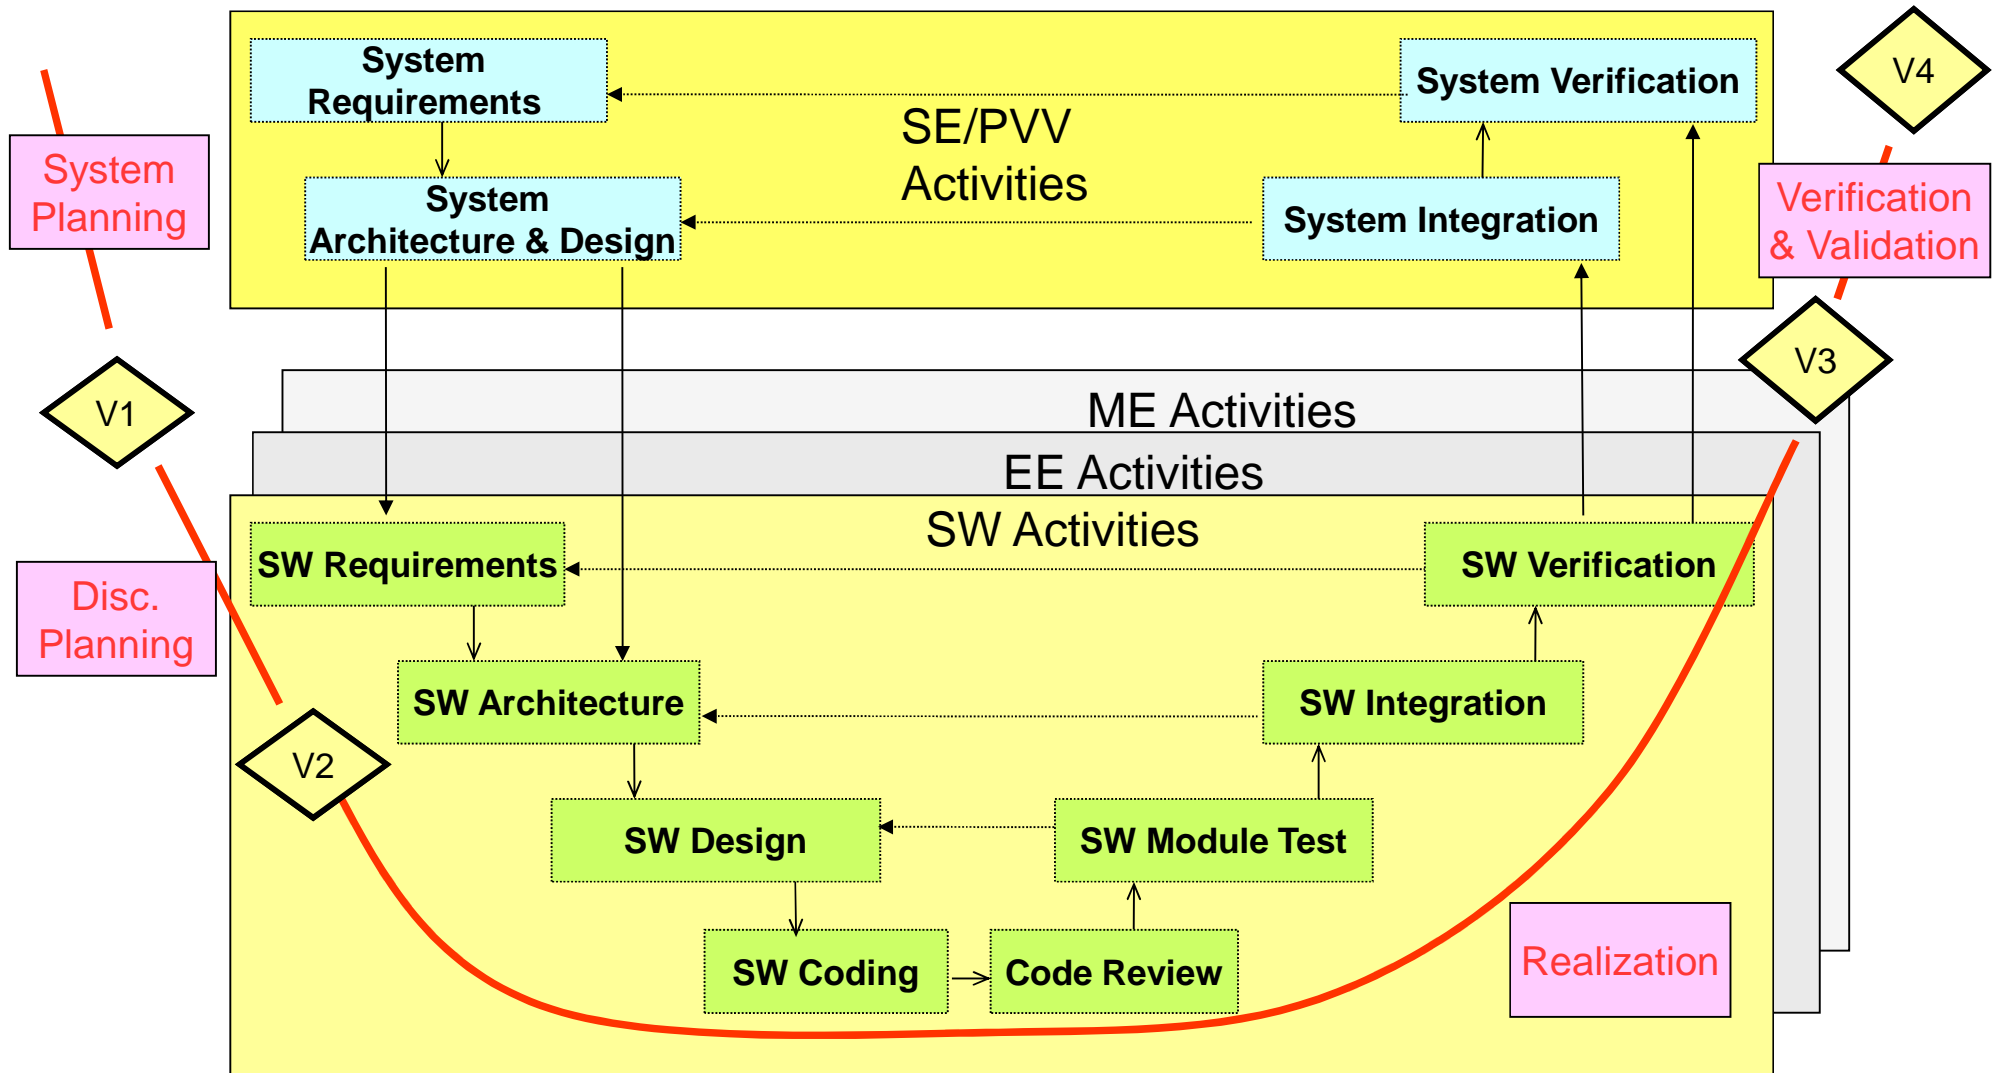 System
Requirements
System Verification
V4
SE/PVV
Activities
System
Planning
System
Architecture & Design
System Integration
Verification
& Validation
V1
V3
ME Activities
EE Activities
SW Activities
SW Requirements
SW Verification
Disc.
Planning
SW Architecture
SW Integration
V2
SW Design
SW Module Test
SW Coding
Code Review
Realization